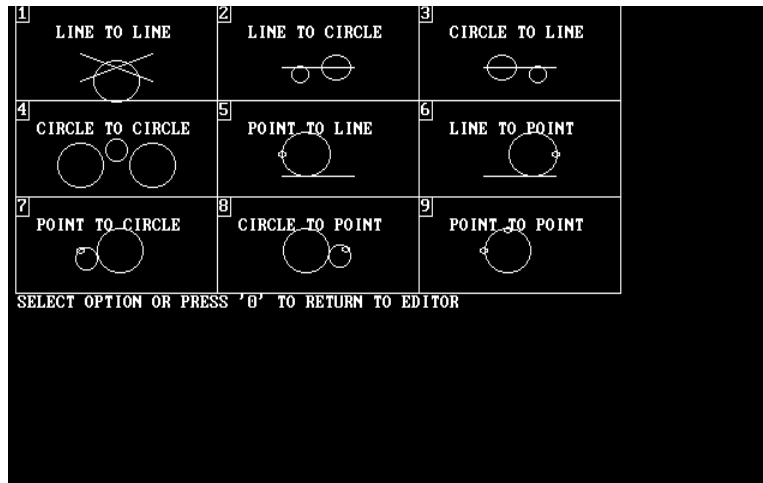 1
LINE TO LINE
2
LINE TO CIRCLE
3
CIRCLE TO LINE
4
CIRCLE TO CIRCLE
5
POINT TO LINE
6
LINE TO POINT
7
POINT TO CIRCLE
8
CIRCLE TO POINT
9
POINT TO POINT
SELECT OPTION OR PRESS '0' TO RETURN TO EDITOR